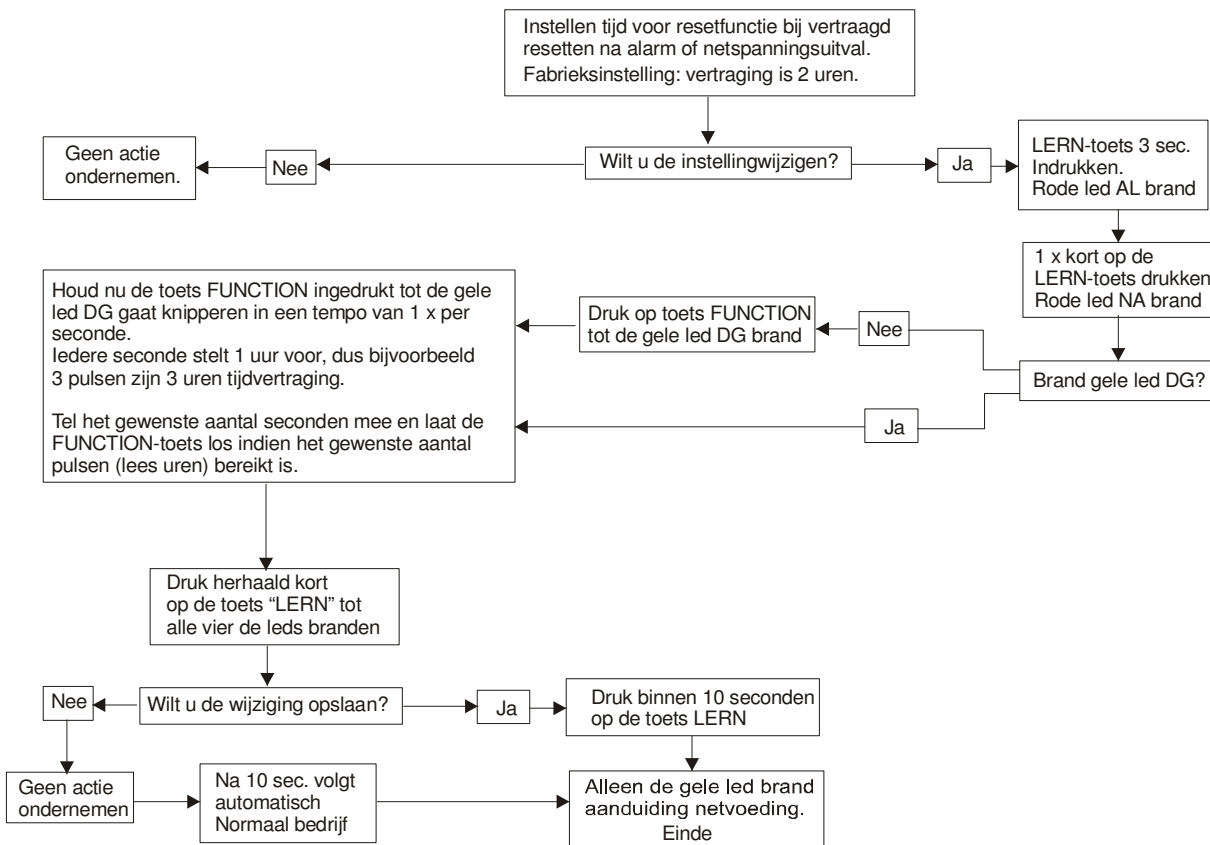 Instellen tijd voor resetfunctie bij vertraagd
resetten na alarm of netspanningsuitval.
Fabrieksinstelling: vertraging is 2 uren.
Geen actie
ondernemen.
Nee
Wilt u de instellingwijzigen?
Ja
LERN-toets 3 sec.
Indrukken.
Rode led AL brand
1 x kort op de
LERN-toets drukken
Rode led NA brand
Houd nu de toets FUNCTION ingedrukt tot de gele
led DG gaat knipperen in een tempo van 1 x per
seconde.
Iedere seconde stelt 1 uur voor, dus bijvoorbeeld
3 pulsen zijn 3 uren tijdvertraging.
Tel het gewenste aantal seconden mee en laat de
FUNCTION-toets los indien het gewenste aantal
pulsen (lees uren) bereikt is.
Druk op toets FUNCTION
tot de gele led DG brand
Nee
Brand gele led DG?
Ja
Druk herhaald kort
op de toets “LERN” tot
alle vier de leds branden
Nee
Wilt u de wijziging opslaan?
Ja
Druk binnen 10 seconden
op de toets LERN
Geen actie
ondernemen
Na 10 sec. volgt
automatisch
Normaal bedrijf
Alleen de gele led brand
aanduiding netvoeding.
Einde